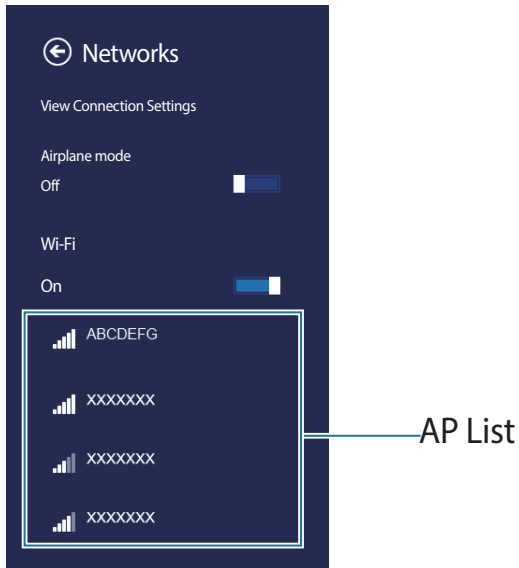 Networks
View Connection Settings
Airplane mode
Off
Wi-Fi
On
ABCDEFG
XXXXXXX
XXXXXXX
XXXXXXX
AP List